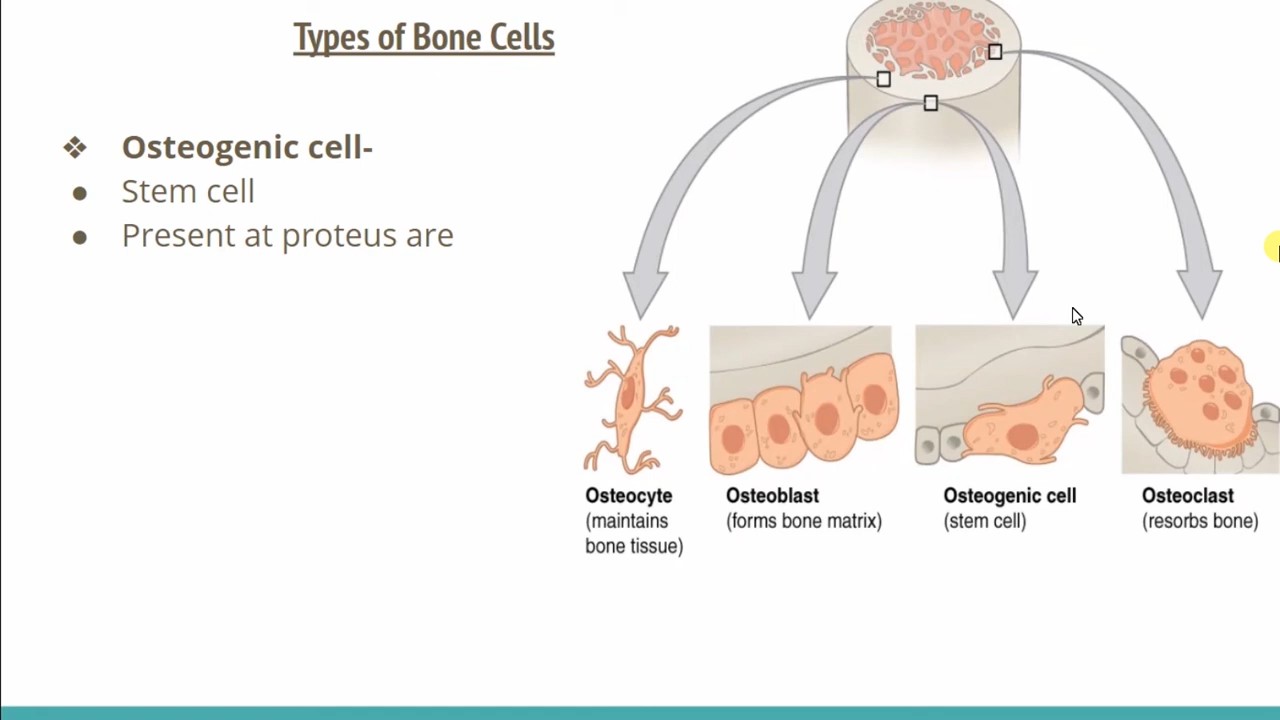 Types of Bone Cells
❖ Osteogenic cell-
● Stem cell
● Present at proteus are
Osteocyte
(maintains
bone tissue)
Osteoblast
(forms bone matrix)
Osteogenic cell
(stem cell)
Osteoclast
(resorbs bone)